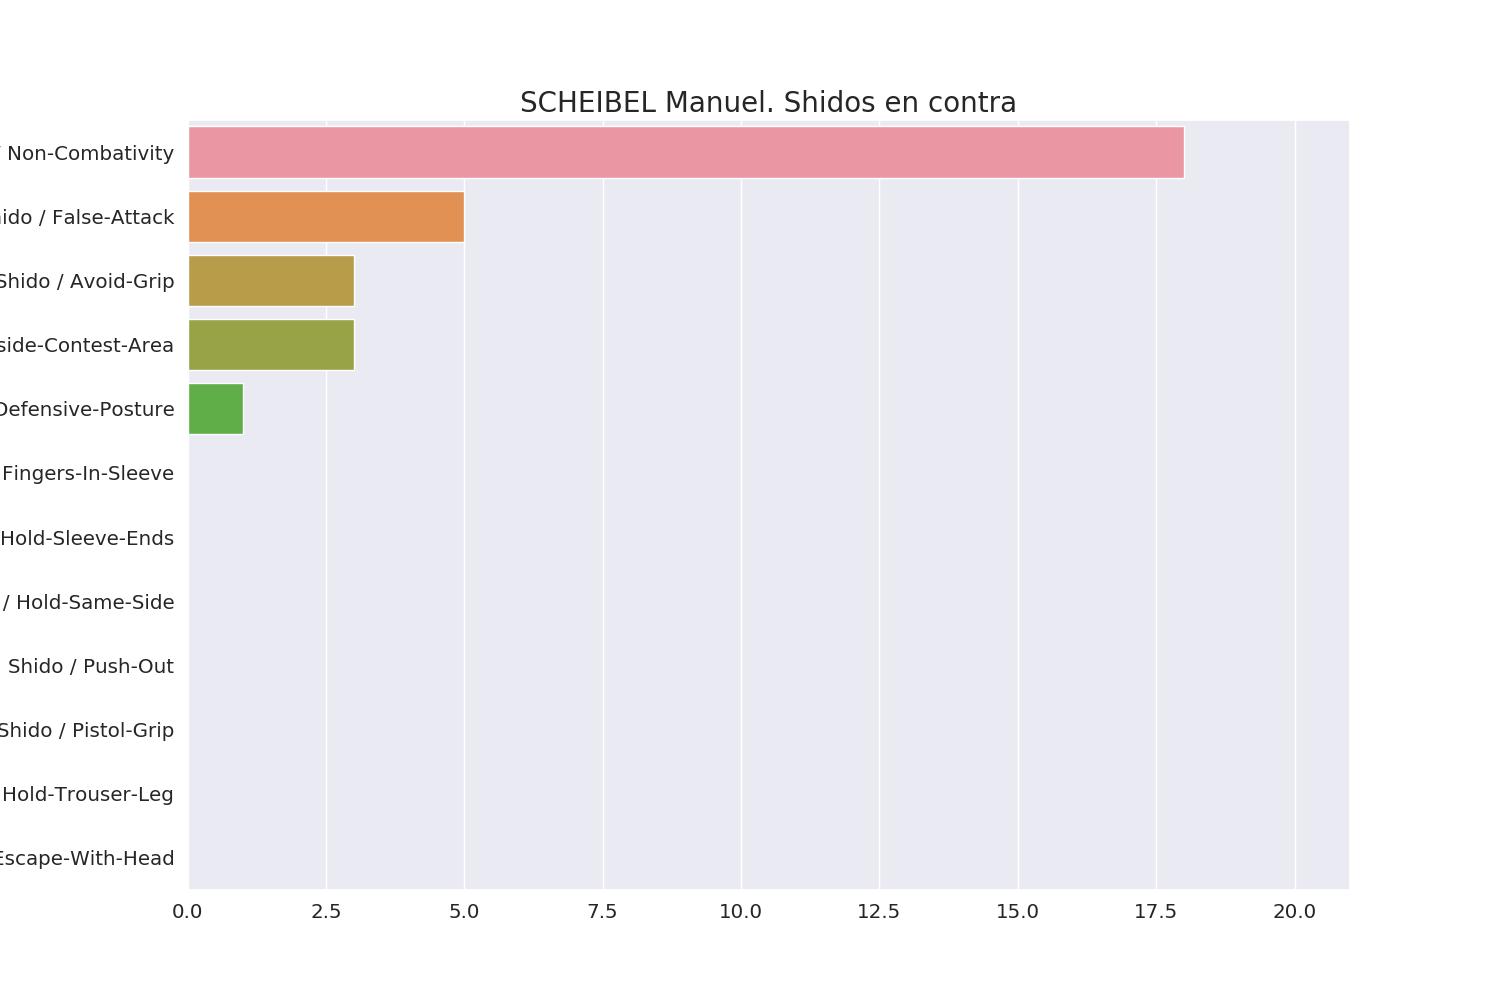 SCHEIBEL Manuel. Shidos en contra
/ Non-Combativity
/ False-Attack
Shido / Avoid-Grip
Contest-Area
Defensive-Posture
Fingers-In-Sleeve
Hold-Sleeve-Ends
/ Hold-Same-Side
Shido / Push-Out
Shido / Pistol-Grip
Hold-Trouser-Leg
Escape-With-Head
0.0 2.5 5.0 7.5 10.0 12.5 15.0 17.5 20.0